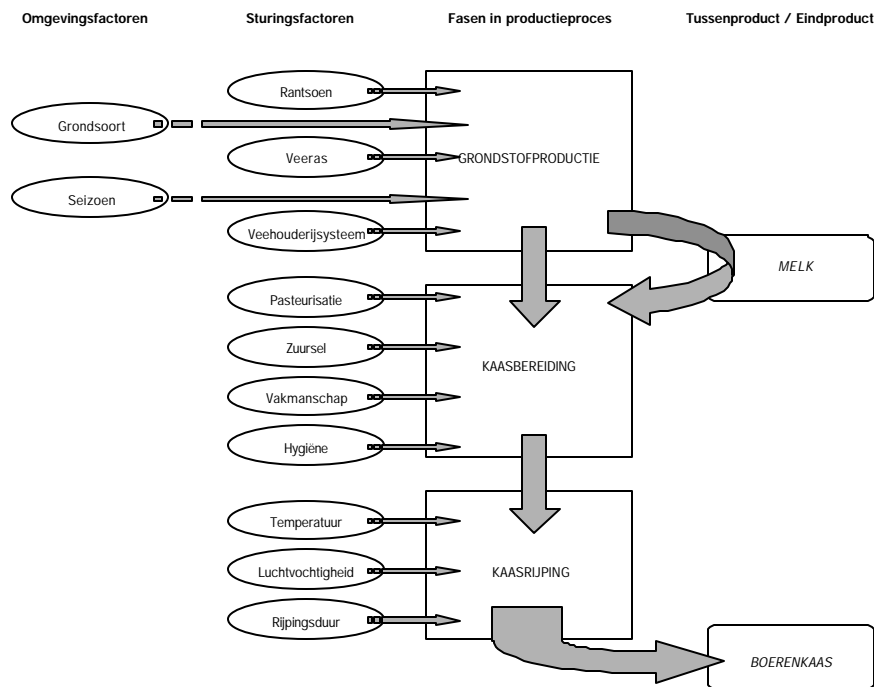 Omgevingsfactoren
Sturingsfactoren
Fasen in productieproces
Tussenproduct / Eindproduct
Rantsoen
Grondsoort
Veeras
GRONDSTOFPRODUCTIE
Seizoen
Veehouderijsysteem
MELK
Pasteurisatie
Zuursel
KAASBEREIDING
Vakmanschap
Hygiëne
Temperatuur
Luchtvochtigheid
KAASRIJPING
Rijpingsduur
BOERENKAAS